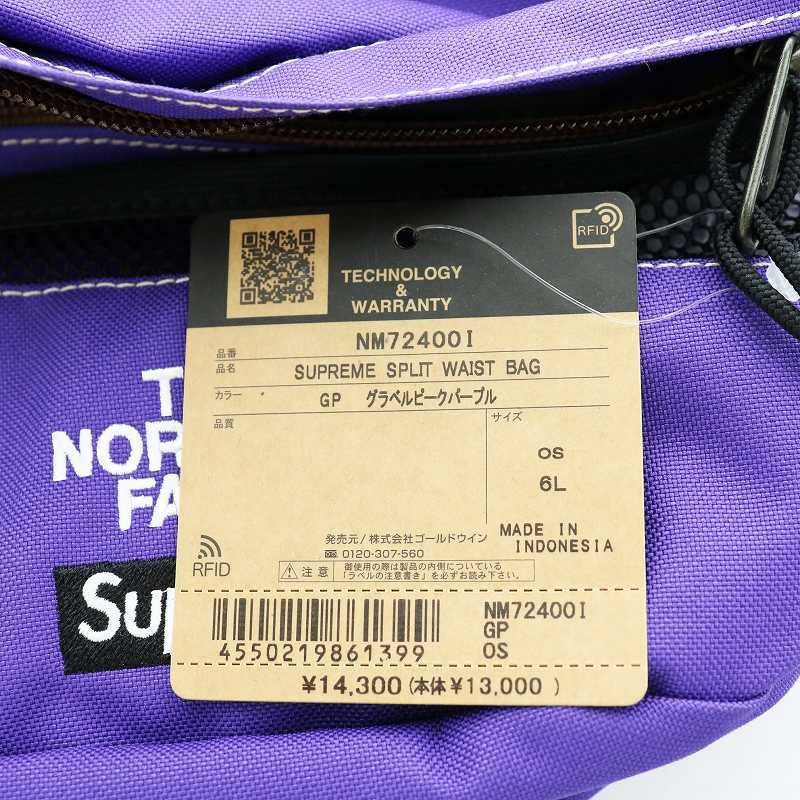 RFID
TECHNOLOGY
&
WARRANTY
品番 NM72400I
品名 SUPREME SPLIT WAIST BAG
カラー GP グラベルピークパープル
品質 サイズ
OS
6L
発売元/株式会社ゴールドウイン
0120-307-560
MADE IN
INDONESIA
RFID
注意 御使用の際は製品の内側についている
「ラベルの注意書き」を必ずお読み下さい。
4550219861399
NM72400I
GP
OS
¥14,300(本体¥13,000)
T
NOR
FA
Sup